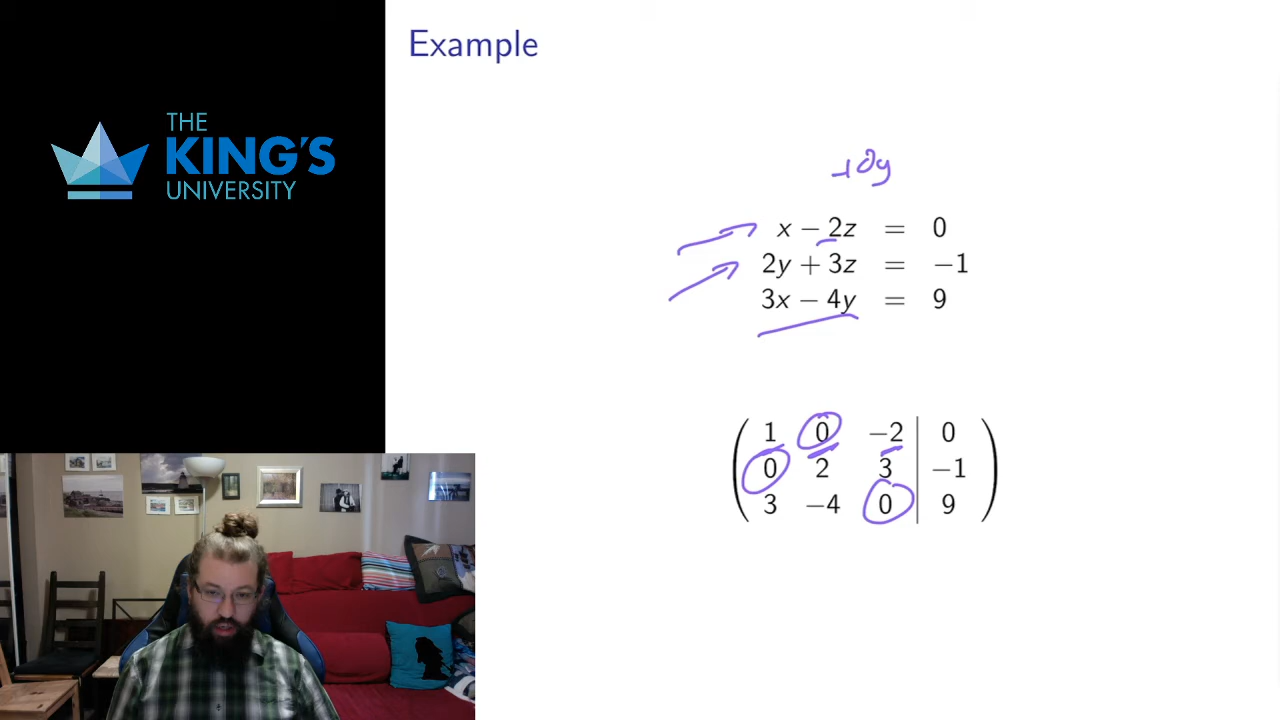 THE
KING'S
UNIVERSITY
Example
+0y
x − 2z = 0
2y + 3z = −1
3x − 4y = 9
1 0 −2 | 0
0 2 3 | −1
3 −4 0 | 9